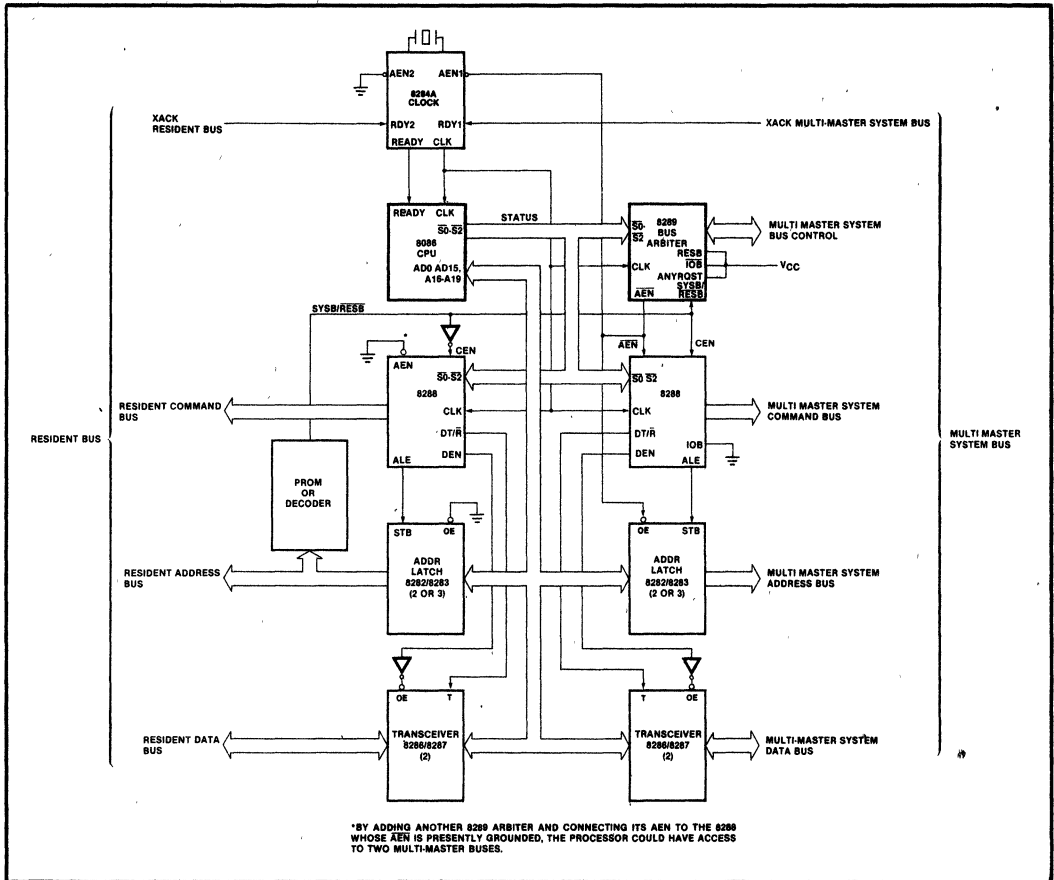 AEN2 AEN1
8284A
CLOCK
XACK
RESIDENT BUS
RDY2 RDY1
XACK MULTI-MASTER SYSTEM BUS
READY CLK
READY CLK
S0-S2
STATUS
8086
CPU
AD0 AD15,
A16-A19
S0-
S2
8289
BUS
ARBITER
RESB
IOB
CLK
ANYRQST
SYSB/
RESB
AEN
MULTI MASTER SYSTEM
BUS CONTROL
VCC
SYSB/RESB
*
AEN
CEN
S0-S2
8288
CLK
DT/R
DEN
ALE
AEN
CEN
S0 S2
8288
CLK
DT/R
IOB
DEN
ALE
RESIDENT COMMAND
BUS
MULTI MASTER SYSTEM
COMMAND BUS
RESIDENT BUS
MULTI MASTER
SYSTEM BUS
PROM
OR
DECODER
STB OE
ADDR
LATCH
8282/8283
(2 OR 3)
OE STB
ADDR
LATCH
8282/8283
(2 OR 3)
RESIDENT ADDRESS
BUS
MULTI MASTER SYSTEM
ADDRESS BUS
OE T
TRANSCEIVER
8286/8287
(2)
T OE
TRANSCEIVER
8286/8287
(2)
RESIDENT DATA
BUS
MULTI-MASTER SYSTEM
DATA BUS
*BY ADDING ANOTHER 8289 ARBITER AND CONNECTING ITS AEN TO THE 8288
WHOSE AEN IS PRESENTLY GROUNDED, THE PROCESSOR COULD HAVE ACCESS
TO TWO MULTI-MASTER BUSES.